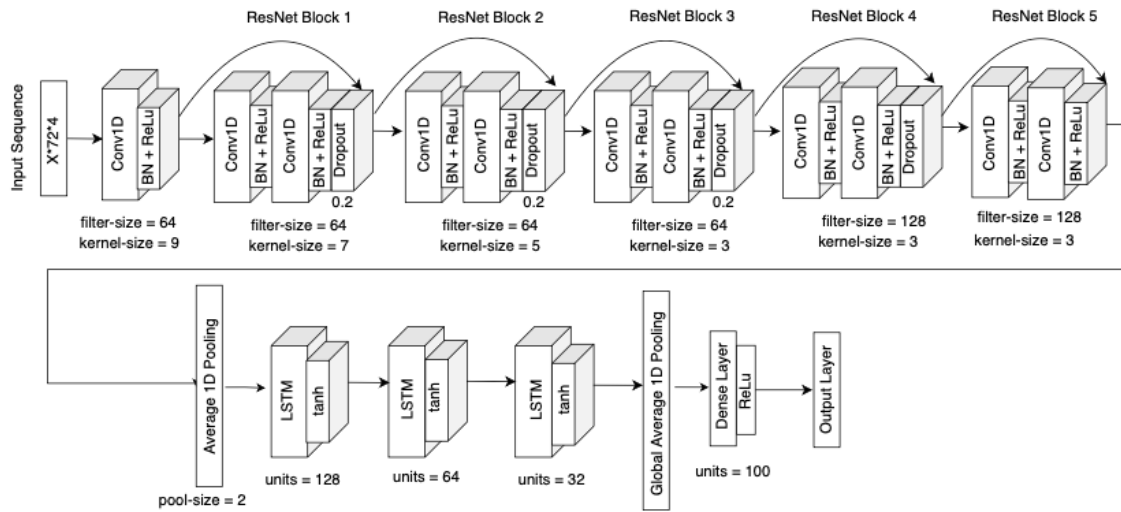 ResNet Block 1
ResNet Block 2
ResNet Block 3
ResNet Block 4
ResNet Block 5
Input Sequence
X*72*4
Conv1D
BN + ReLu
Conv1D
BN + ReLu
Conv1D
BN + ReLu
Dropout
Conv1D
BN + ReLu
Conv1D
BN + ReLu
Dropout
Conv1D
BN + ReLu
Conv1D
BN + ReLu
Dropout
Conv1D
BN + ReLu
Conv1D
BN + ReLu
Dropout
Conv1D
BN + ReLu
Conv1D
BN + ReLu
0.2
0.2
0.2
filter-size = 64
kernel-size = 9
filter-size = 64
kernel-size = 7
filter-size = 64
kernel-size = 5
filter-size = 64
kernel-size = 3
filter-size = 128
kernel-size = 3
filter-size = 128
kernel-size = 3
Average 1D Pooling
pool-size = 2
LSTM
tanh
units = 128
LSTM
tanh
units = 64
LSTM
tanh
units = 32
Global Average 1D Pooling
Dense Layer
ReLu
units = 100
Output Layer